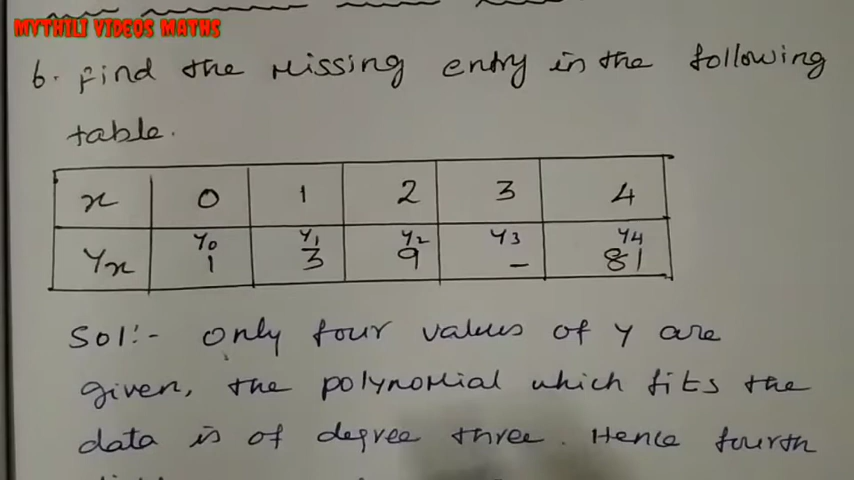 MYTHILI VIDEOS MATHS
6. Find the Missing entry in the following
table.
x 0 1 2 3 4
y0 y1 y2 y3 y4
yx 1 3 9 – 81
Sol:- Only four values of y are
given, the polynomial which fits the
data is of degree three. Hence fourth